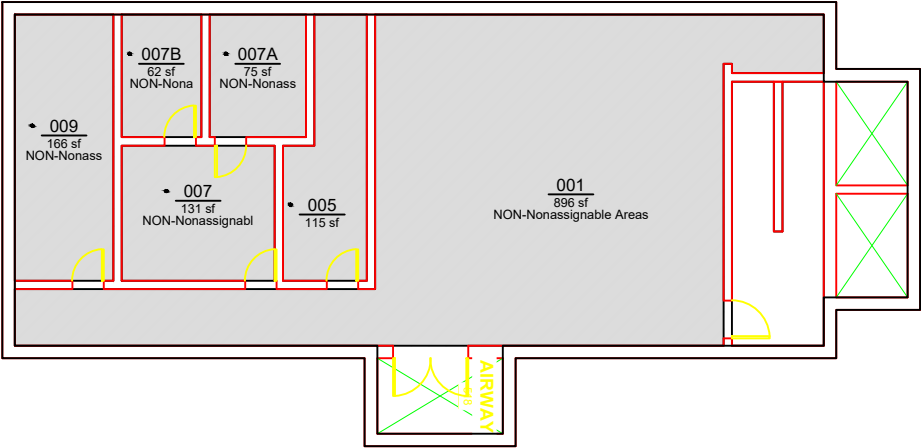 007B
62 sf
NON-Nona
007A
75 sf
NON-Nonass
009
166 sf
NON-Nonass
007
131 sf
NON-Nonassignabl
005
115 sf
001
896 sf
NON-Nonassignable Areas
AIRWAY